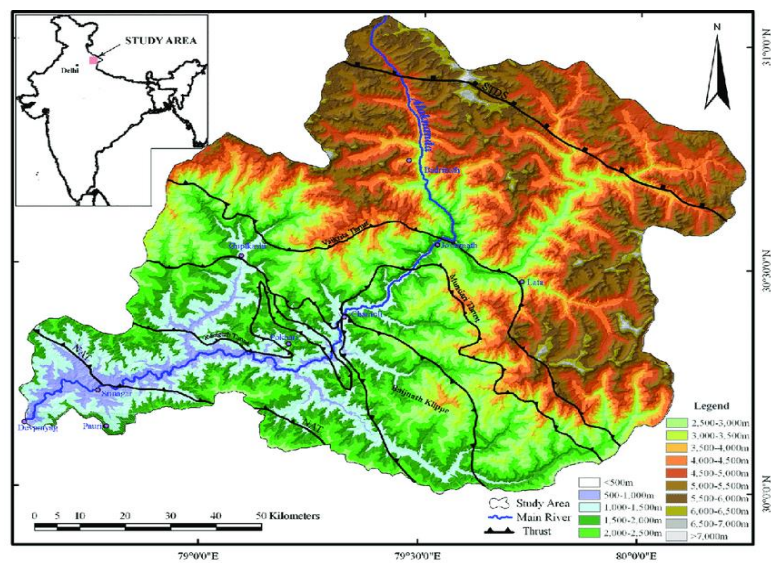 STUDY AREA
Delhi
N
STDS
Alaknanda
Badrinath
Vaikrita Thrust
Joshimath
Lata
Munsiari Thrust
Chamoli
Baijnath Klippe
NAT
NAT
Srinagar
Pauri
Devprayag
Legend
<500m
500-1,000m
1,000-1,500m
1,500-2,000m
2,000-2,500m
2,500-3,000m
3,000-3,500m
3,500-4,000m
4,000-4,500m
4,500-5,000m
5,000-5,500m
5,500-6,000m
6,000-6,500m
6,500-7,000m
>7,000m
Study Area
Main River
Thrust
0 5 10 20 30 40 50 Kilometers
79°0'0"E
79°30'0"E
80°0'0"E
31°0'0"N
30°30'0"N
30°0'0"N